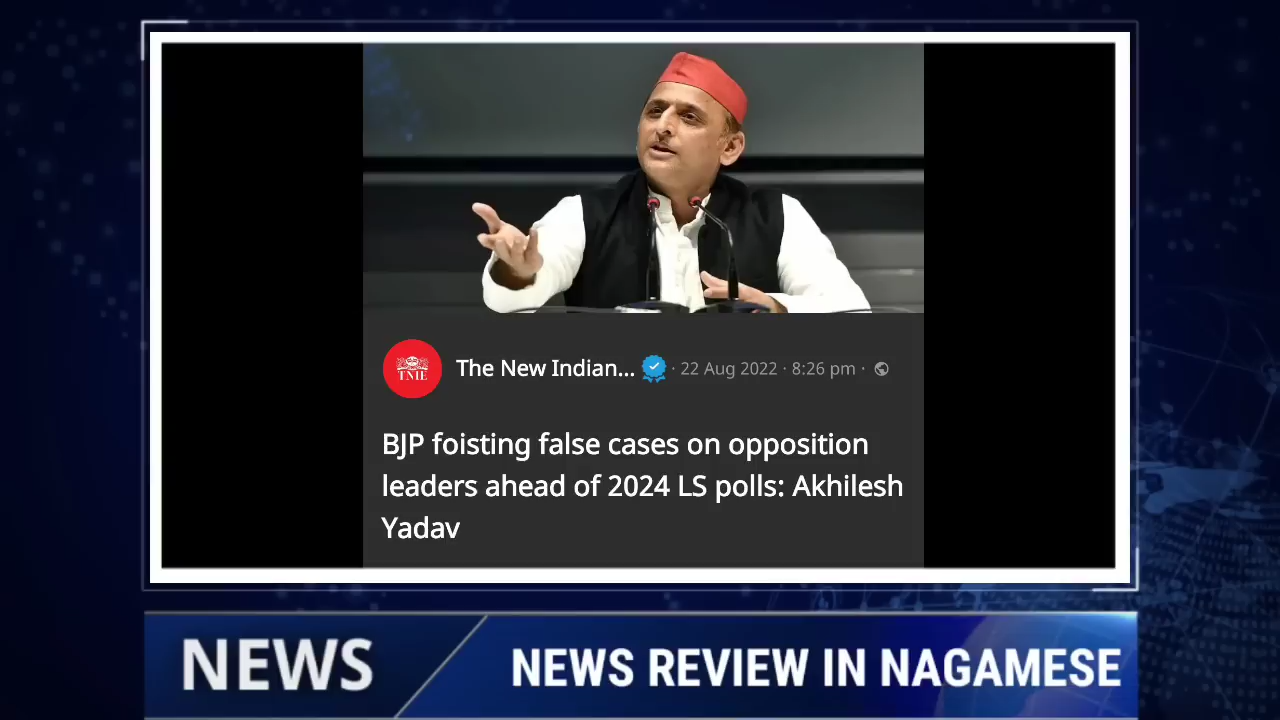 TNIE
The New Indian... · 22 Aug 2022 · 8:26 pm ·
BJP foisting false cases on opposition
leaders ahead of 2024 LS polls: Akhilesh
Yadav
NEWS
NEWS REVIEW IN NAGAMESE